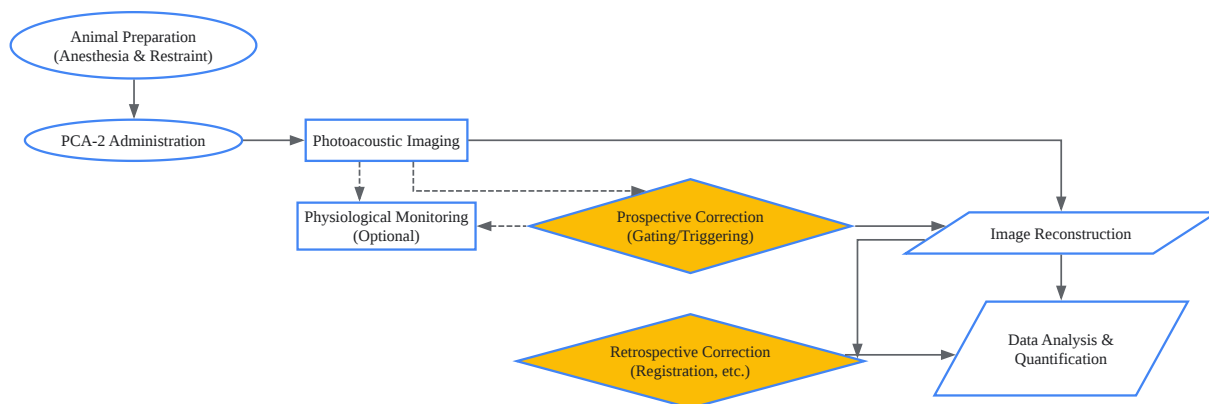 Animal Preparation
(Anesthesia & Restraint)
PCA-2 Administration
Photoacoustic Imaging
Physiological Monitoring
(Optional)
Prospective Correction
(Gating/Triggering)
Image Reconstruction
Retrospective Correction
(Registration, etc.)
Data Analysis &
Quantification